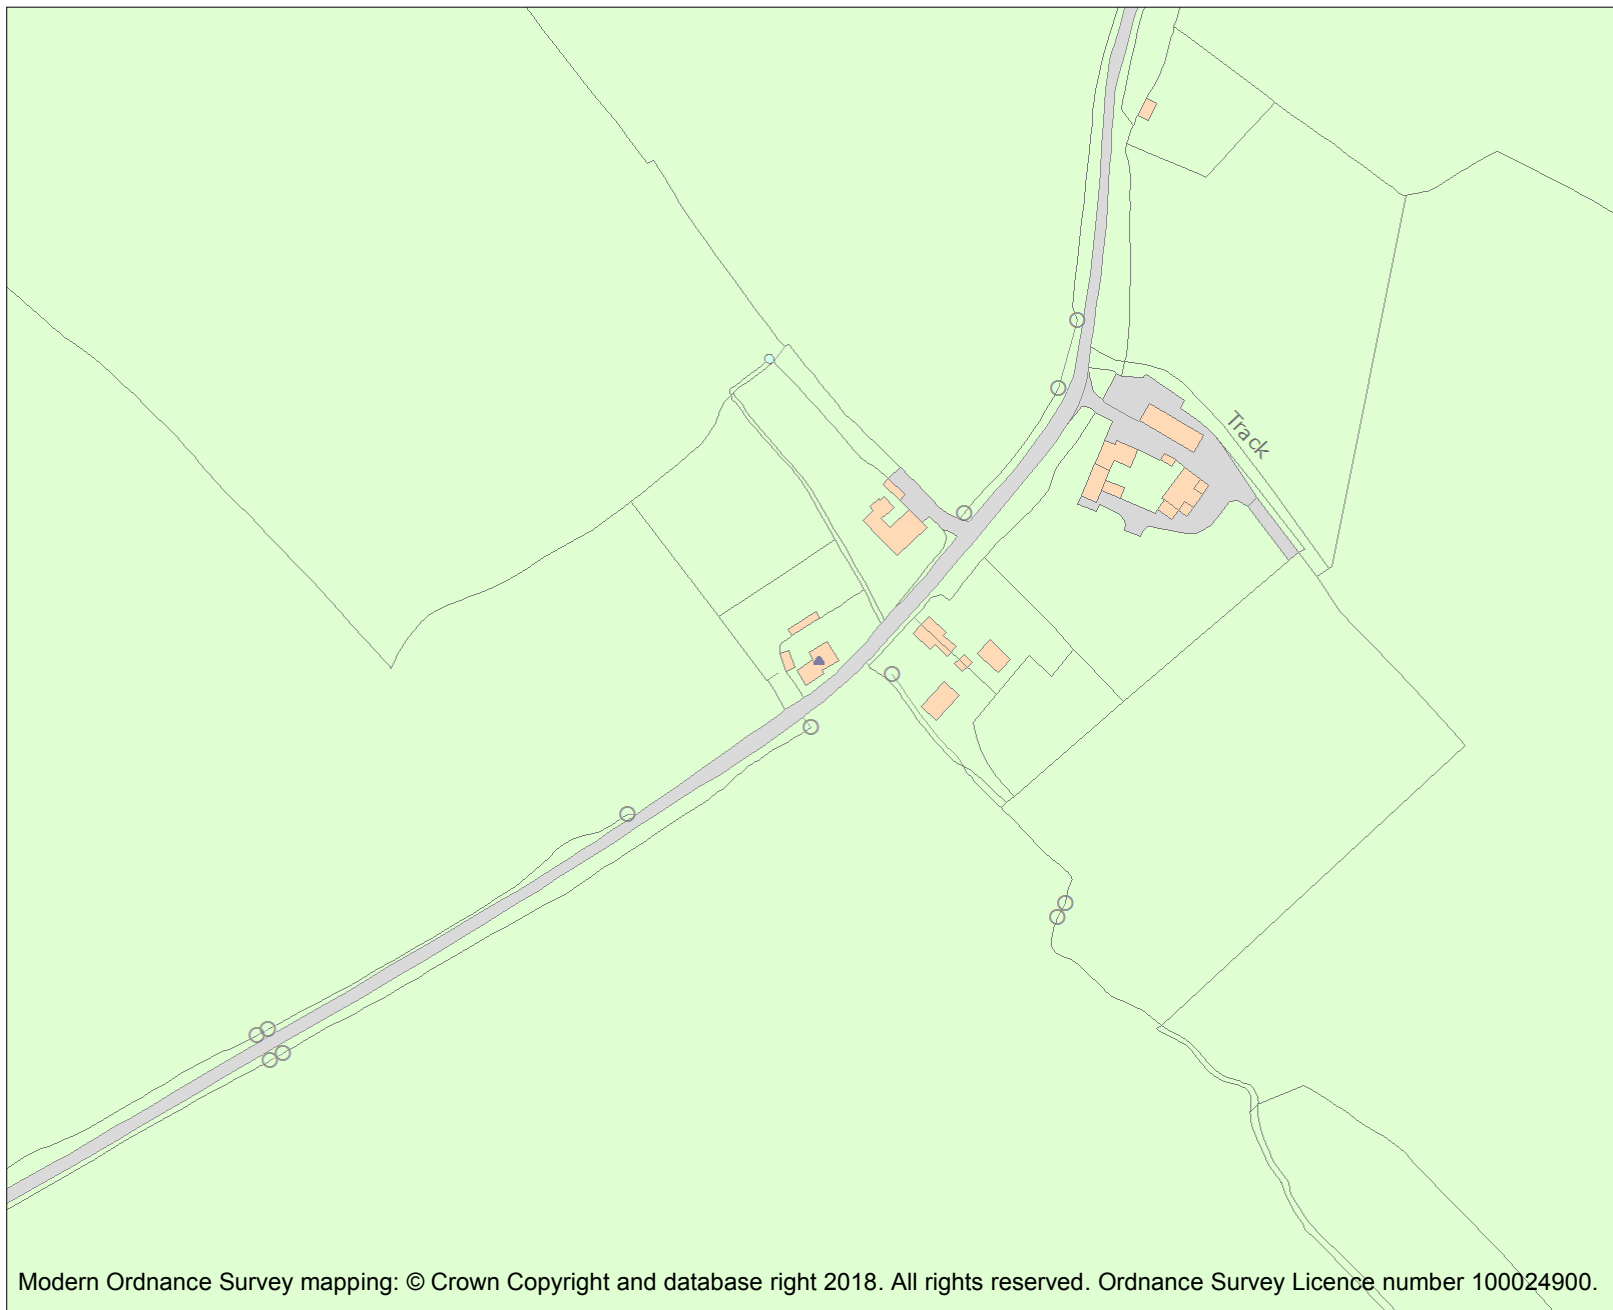 Track
Modern Ordnance Survey mapping: © Crown Copyright and database right 2018. All rights reserved. Ordnance Survey Licence number 100024900.